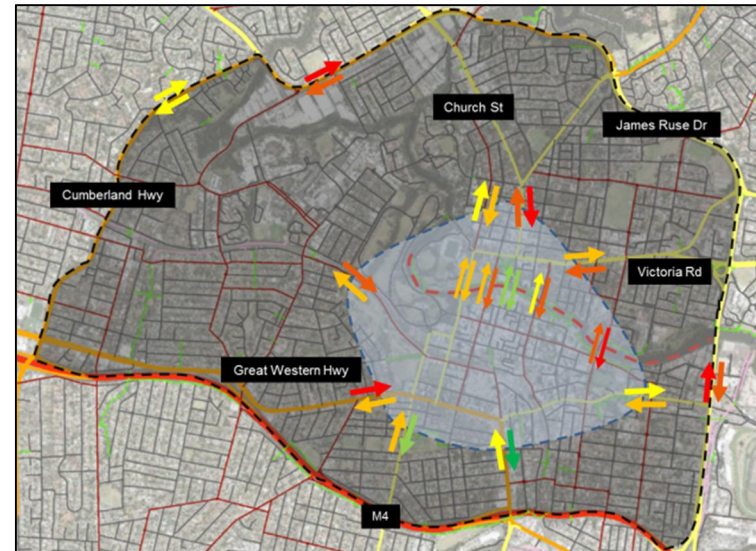 Church St
James Ruse Dr
Cumberland Hwy
Victoria Rd
Great Western Hwy
M4